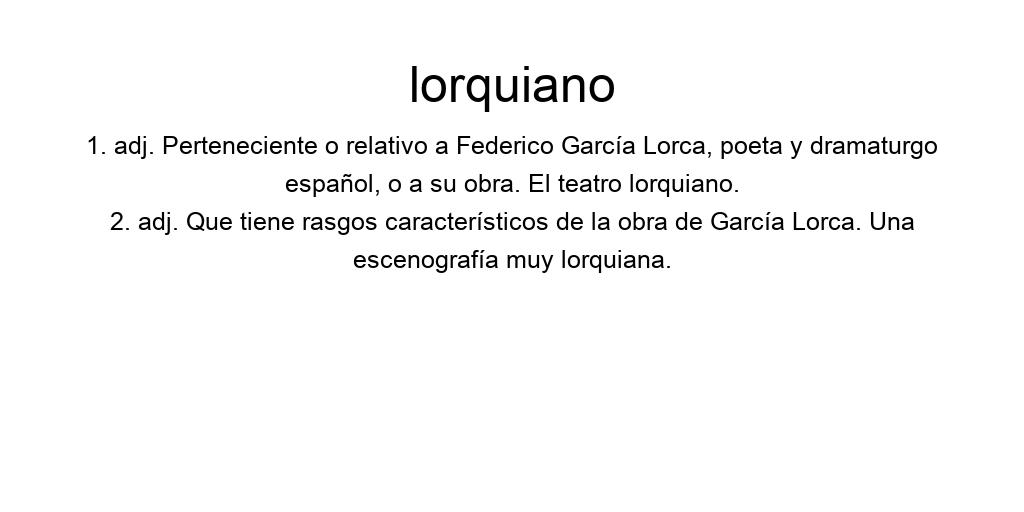 lorquiano
1. adj. Perteneciente o relativo a Federico García Lorca, poeta y dramaturgo
español, o a su obra. El teatro lorquiano.
2. adj. Que tiene rasgos característicos de la obra de García Lorca. Una
escenografía muy lorquiana.